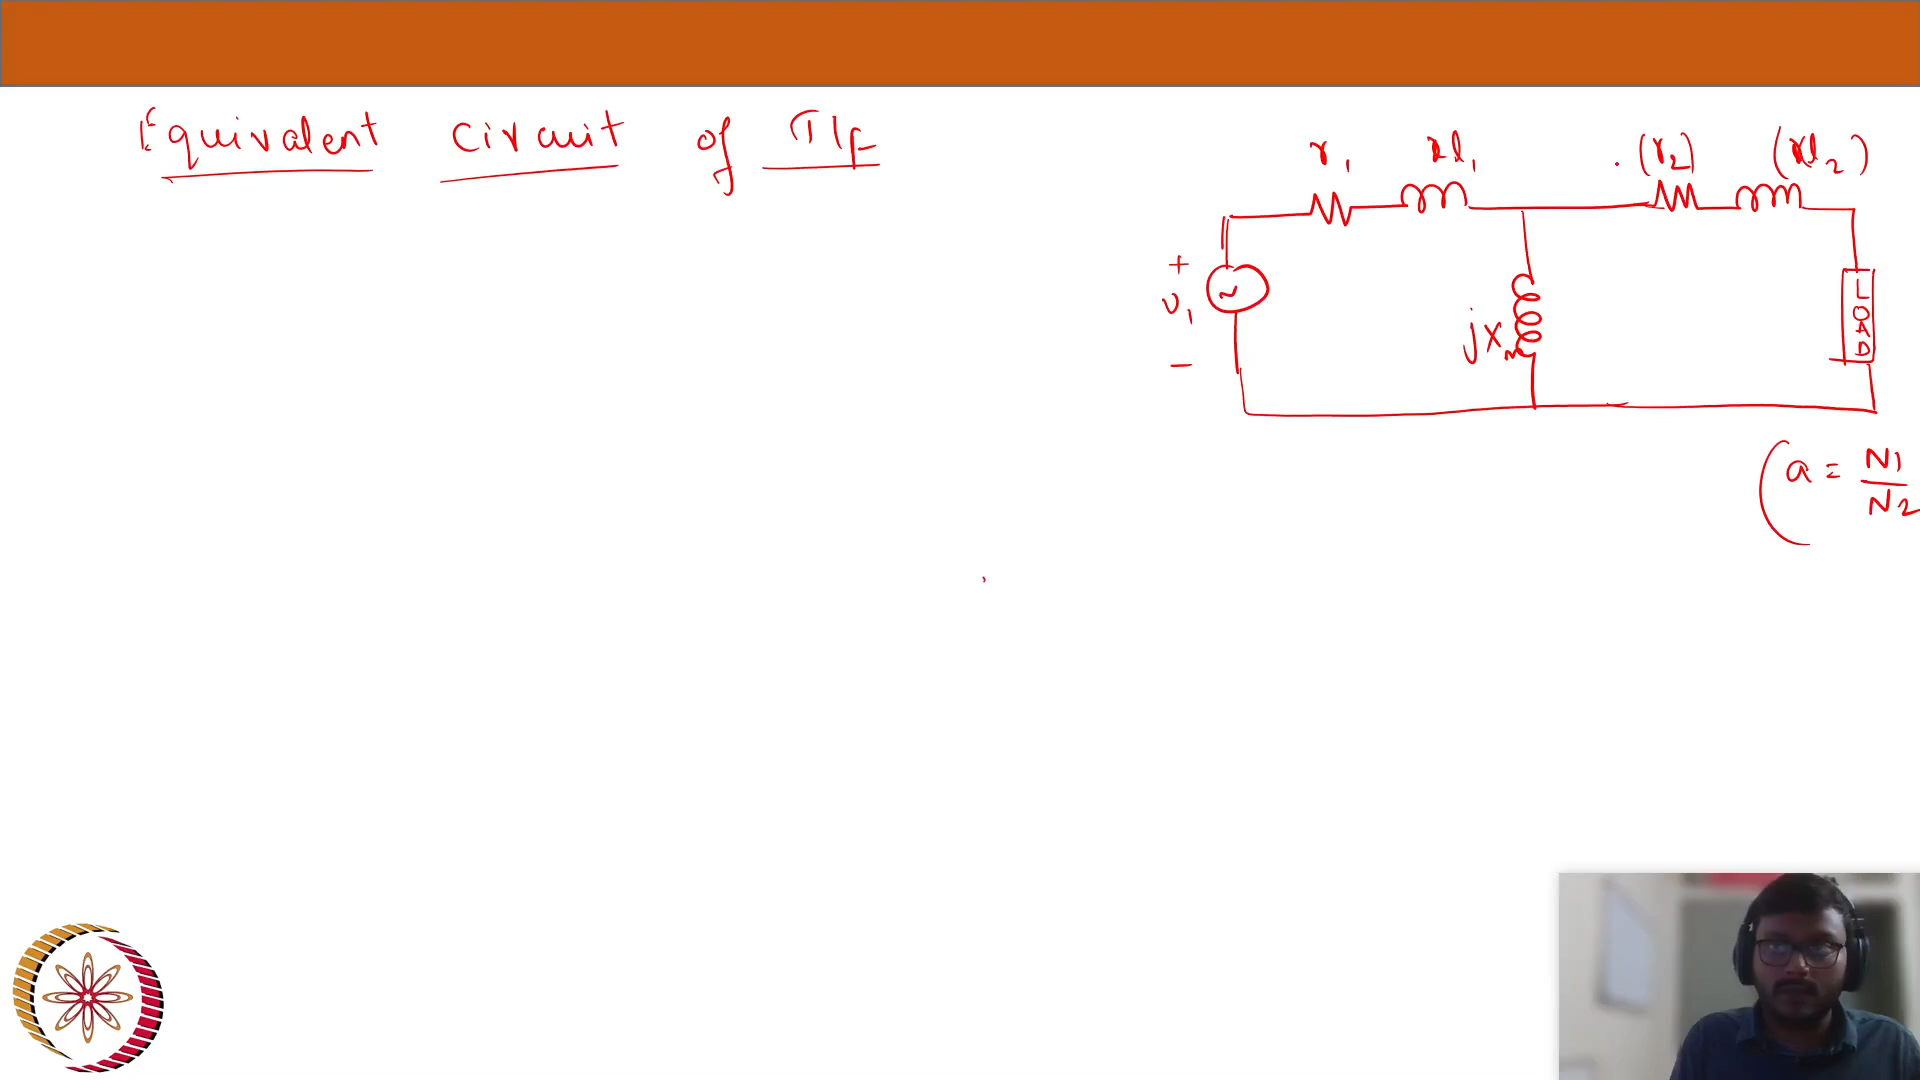 Equivalent Circuit of T/F
r₁ xl₁ (r₂) (xl₂)
+
v₁
-
~
jxₘ
LOAD
(a = N1/N2